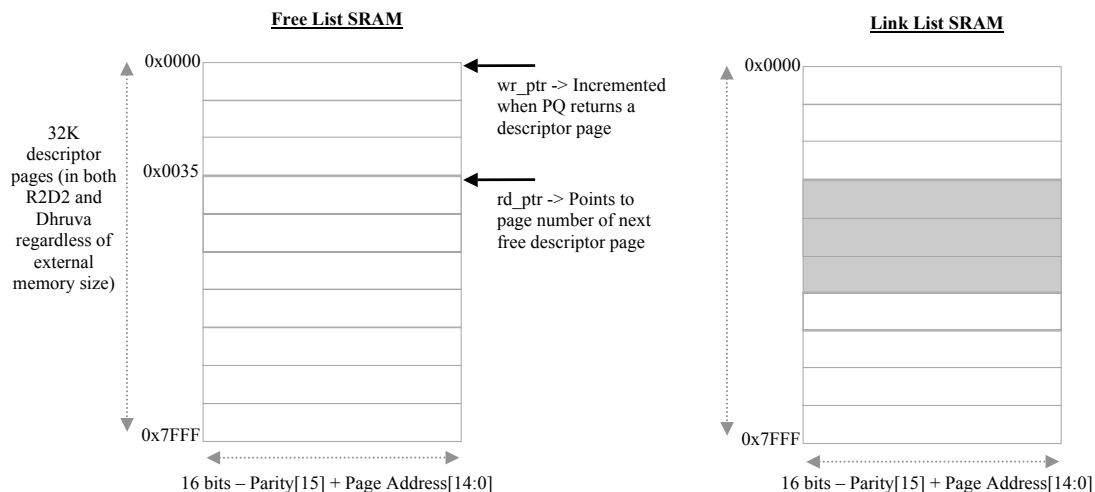 Free List SRAM
0x0000
0x0035
0x7FFF
32K
descriptor
pages (in both
R2D2 and
Dhruva
regardless of
external
memory size)
wr_ptr -> Incremented
when PQ returns a
descriptor page
rd_ptr -> Points to
page number of next
free descriptor page
16 bits – Parity[15] + Page Address[14:0]
Link List SRAM
0x0000
0x7FFF
16 bits – Parity[15] + Page Address[14:0]